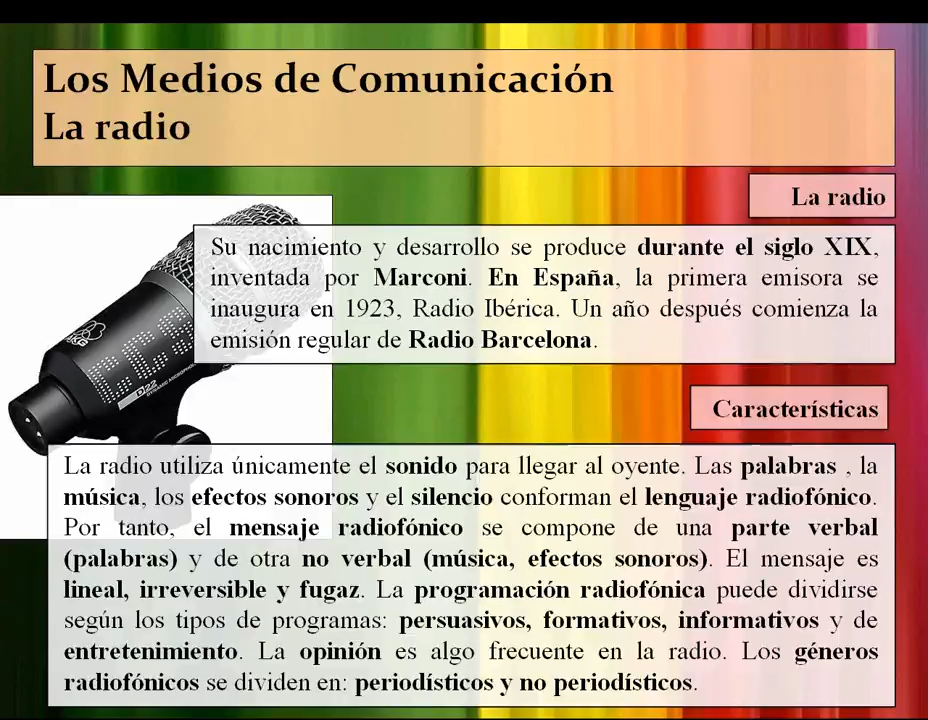 Los Medios de Comunicación
La radio
La radio
Su nacimiento y desarrollo se produce durante el siglo XIX,
inventada por Marconi. En España, la primera emisora se
inaugura en 1923, Radio Ibérica. Un año después comienza la
emisión regular de Radio Barcelona.
D22
Características
La radio utiliza únicamente el sonido para llegar al oyente. Las palabras , la
música, los efectos sonoros y el silencio conforman el lenguaje radiofónico.
Por tanto, el mensaje radiofónico se compone de una parte verbal
(palabras) y de otra no verbal (música, efectos sonoros). El mensaje es
lineal, irreversible y fugaz. La programación radiofónica puede dividirse
según los tipos de programas: persuasivos, formativos, informativos y de
entretenimiento. La opinión es algo frecuente en la radio. Los géneros
radiofónicos se dividen en: periodísticos y no periodísticos.